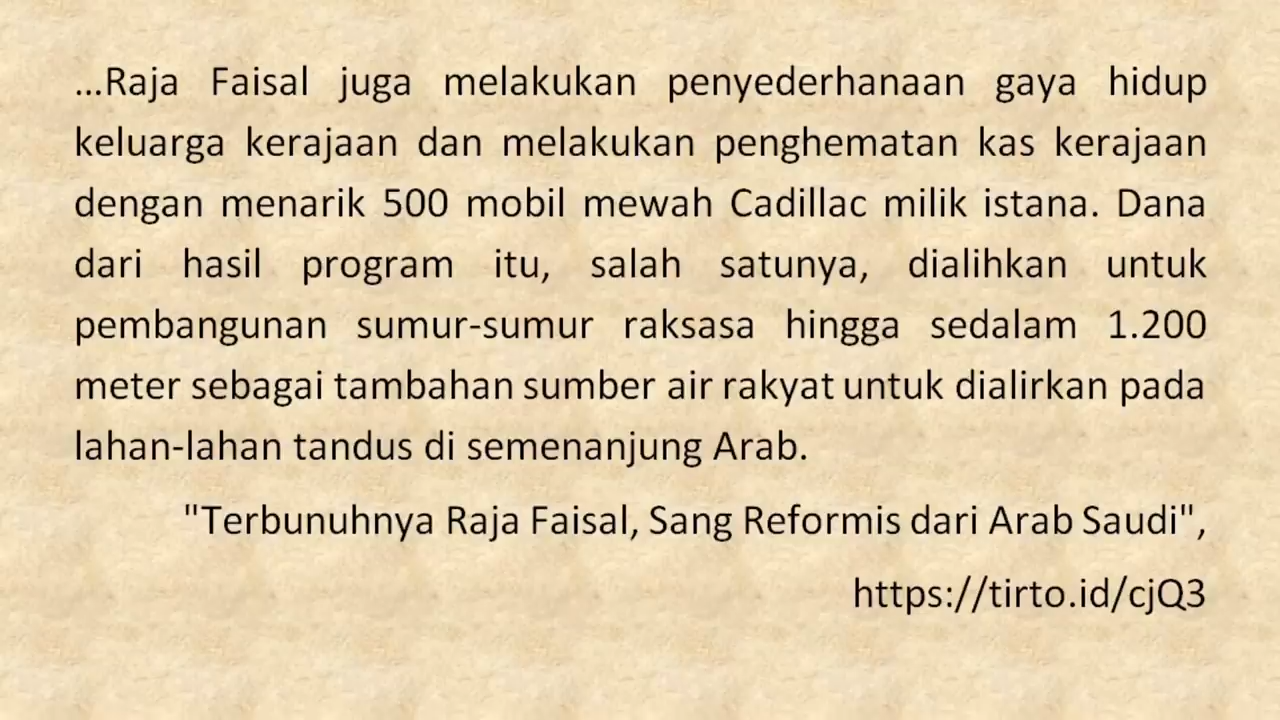 ...Raja Faisal juga melakukan penyederhanaan gaya hidup
keluarga kerajaan dan melakukan penghematan kas kerajaan
dengan menarik 500 mobil mewah Cadillac milik istana. Dana
dari hasil program itu, salah satunya, dialihkan untuk
pembangunan sumur-sumur raksasa hingga sedalam 1.200
meter sebagai tambahan sumber air rakyat untuk dialirkan pada
lahan-lahan tandus di semenanjung Arab.
"Terbunuhnya Raja Faisal, Sang Reformis dari Arab Saudi",
https://tirto.id/cjQ3